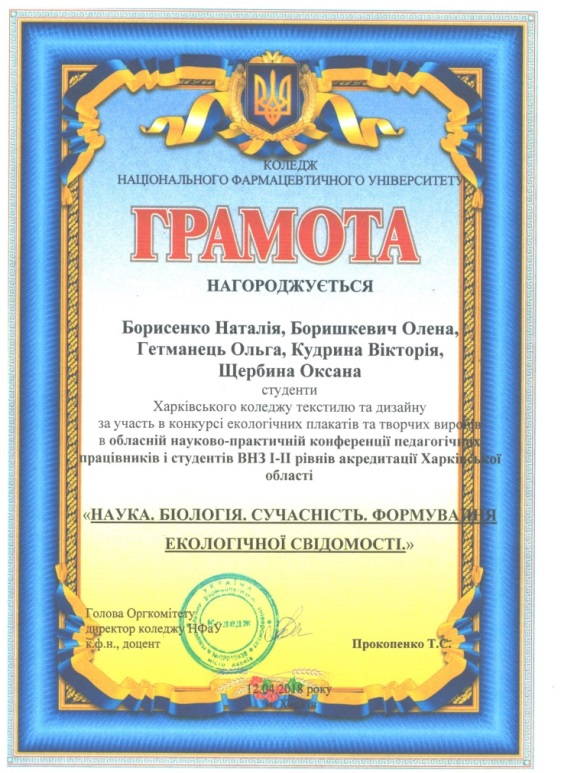 КОЛЕДЖ
НАЦІОНАЛЬНОГО ФАРМАЦЕВТИЧНОГО УНІВЕРСИТЕТУ
ГРАМОТА
НАГОРОДЖУЄТЬСЯ
Борисенко Наталія, Боришкевич Олена,
Гетманець Ольга, Кудрина Вікторія,
Щербина Оксана
студенти
Харківського коледжу текстилю та дизайну
за участь в конкурсі екологічних плакатів та творчих виробів
в обласній науково-практичній конференції педагогічних
працівників і студентів ВНЗ І-ІІ рівнів акредитації Харківської
області
«НАУКА. БІОЛОГІЯ. СУЧАСНІСТЬ. ФОРМУВАННЯ
ЕКОЛОГІЧНОЇ СВІДОМОСТІ.»
Голова Оргкомітету,
директор коледжу НФаУ
к.ф.н., доцент
Прокопенко Т.С.
УКРАЇНА
Коледж
12.04.2018 року